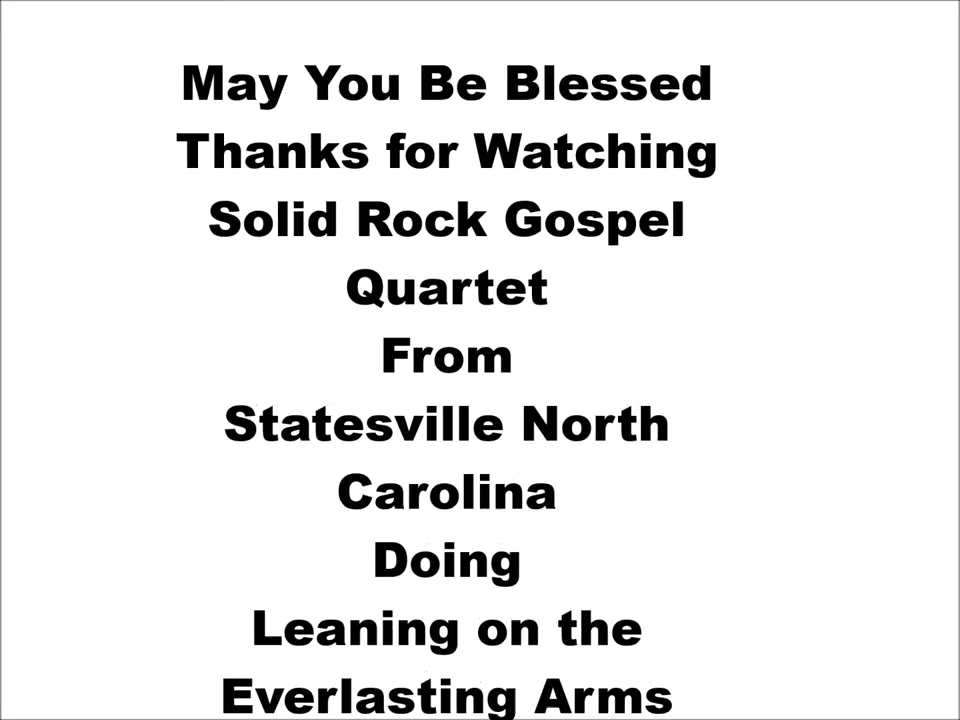 May You Be Blessed
Thanks for Watching
Solid Rock Gospel
Quartet
From
Statesville North
Carolina
Doing
Leaning on the
Everlasting Arms